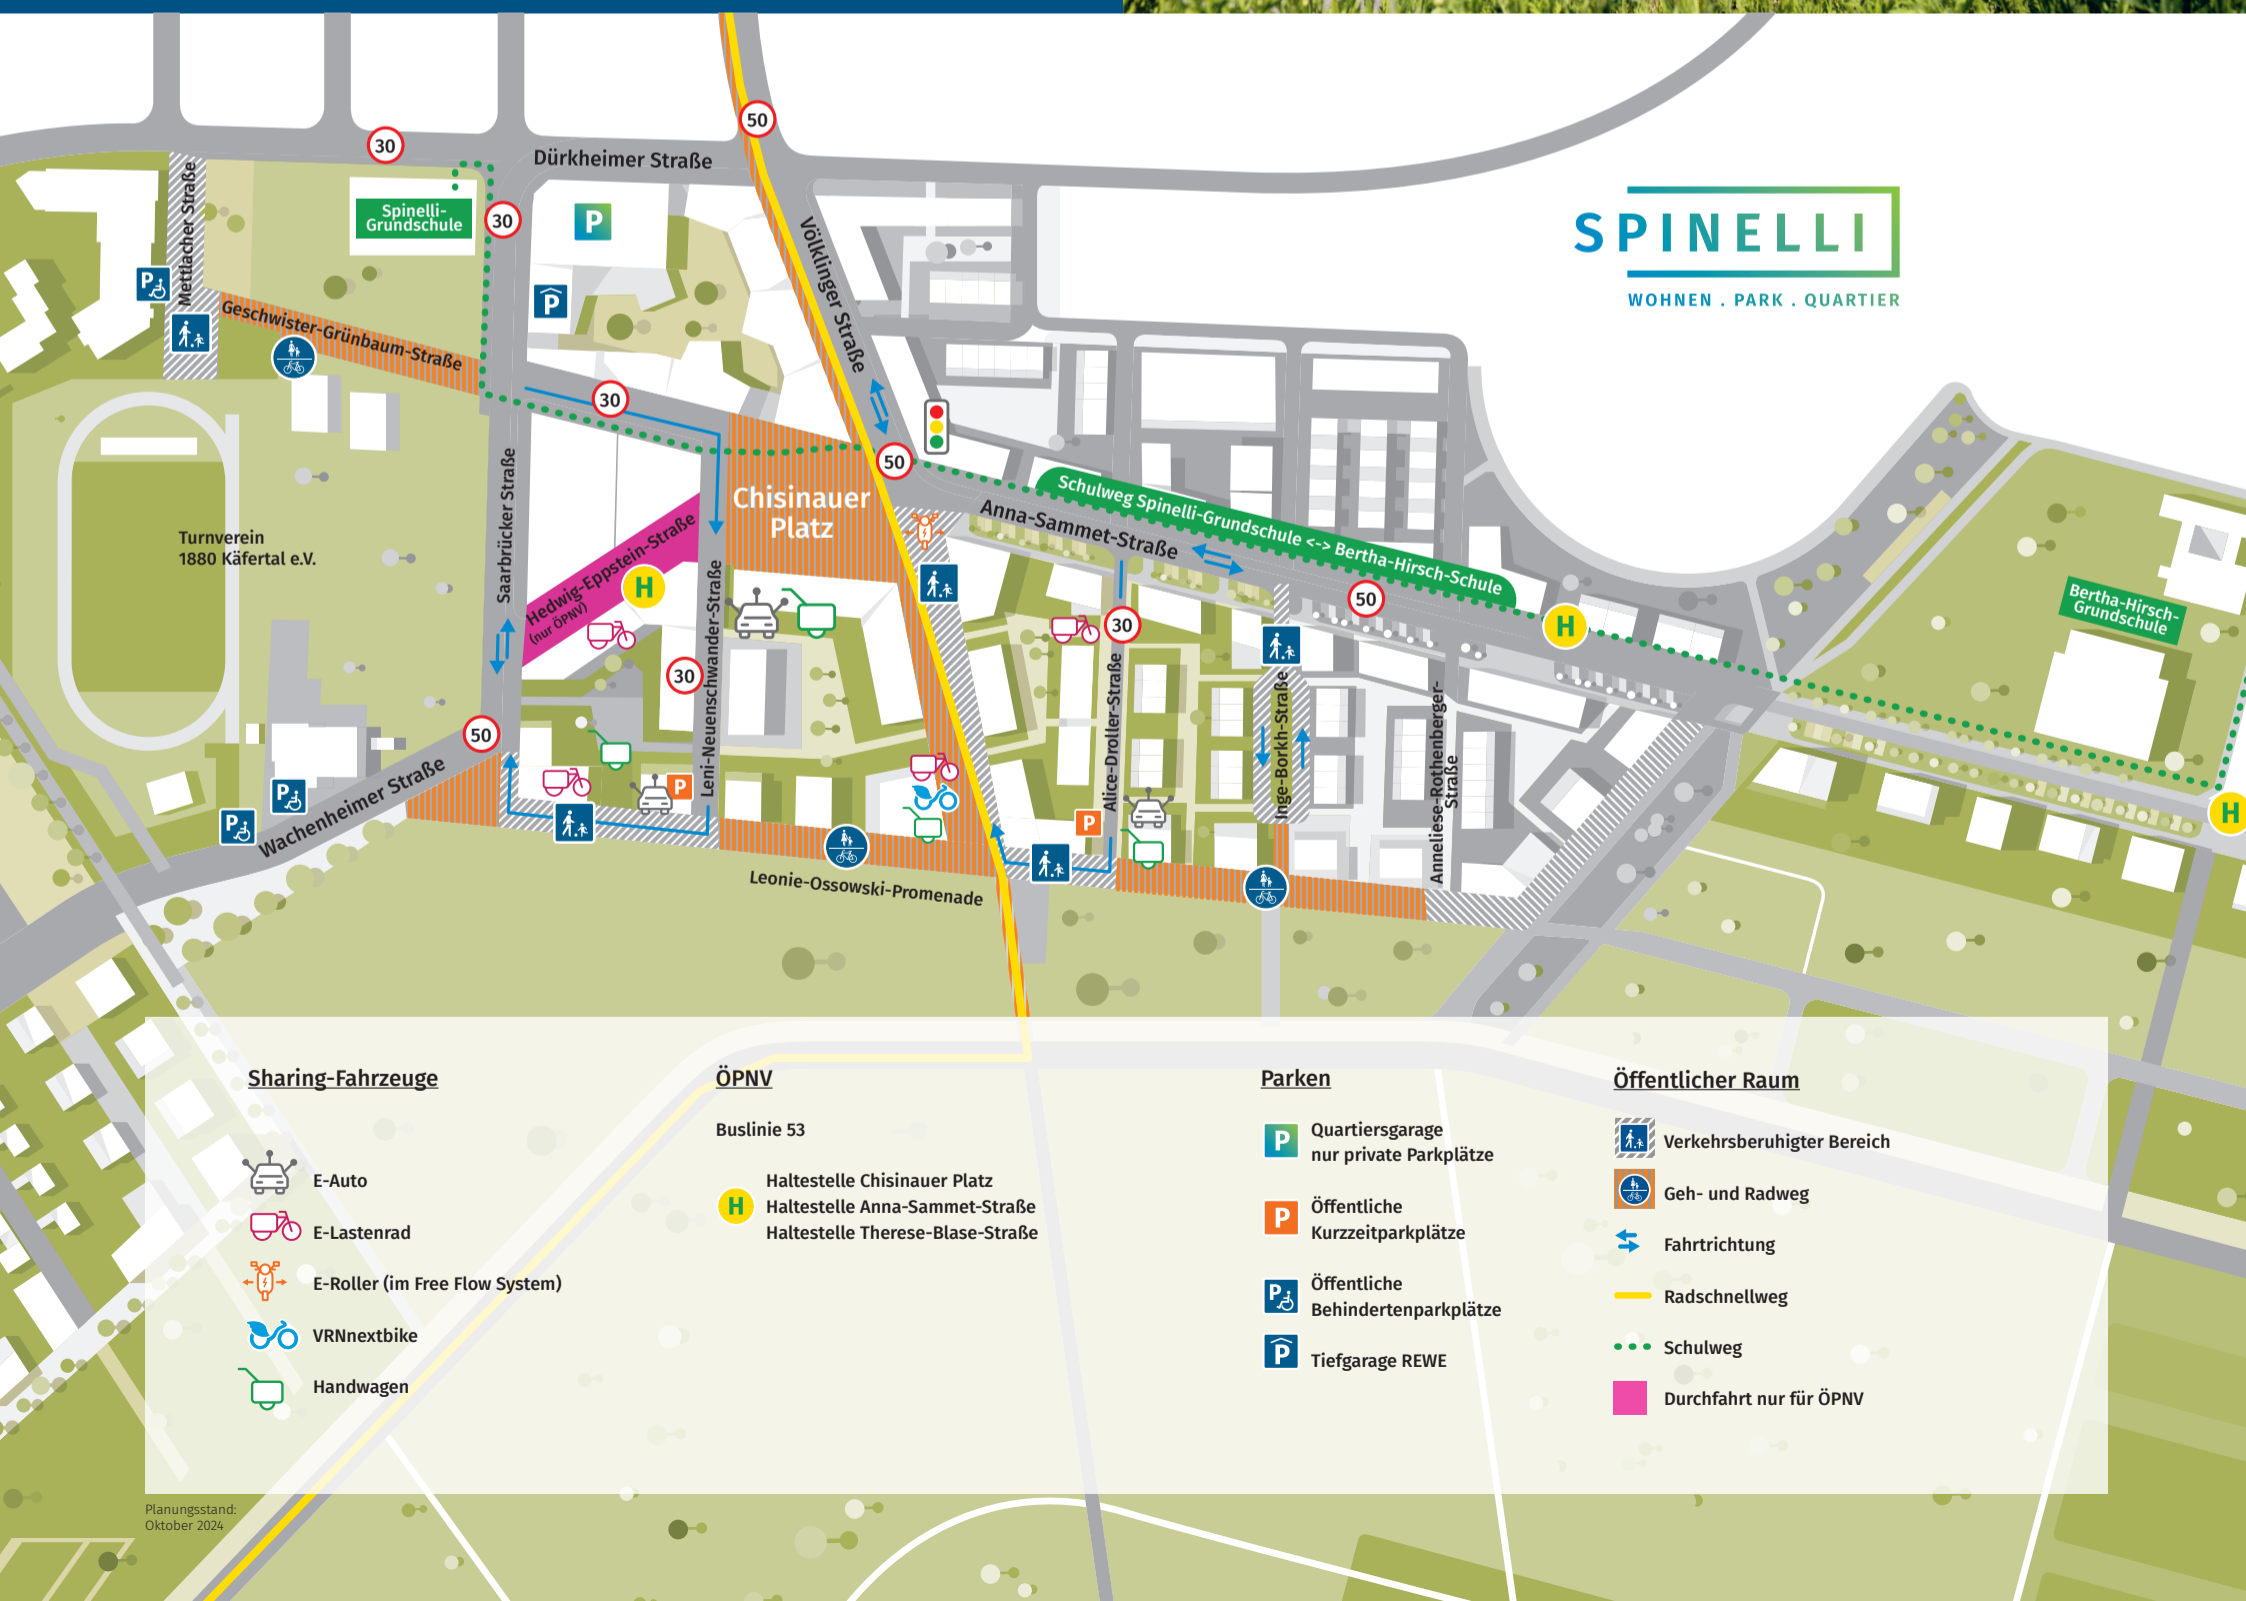 50
30
Dürkheimer Straße
Mettlacher Straße
Spinelli-
Grundschule
30
P
SPINELLI
WOHNEN . PARK . QUARTIER
Völklinger Straße
P
P
Geschwister-Grünbaum-Straße
30
50
Schulweg Spinelli-Grundschule <-> Bertha-Hirsch-Schule
Chisinauer
Platz
Anna-Sammet-Straße
Saarbrücker Straße
Turnverein
1880 Käfertal e.V.
Hedwig-Eppstein-Straße
(nur ÖPNV)
H
Leni-Neuenschwander-Straße
30
50
30
50
H
Bertha-Hirsch-
Grundschule
Alice-Droller-Straße
Inge-Borkh-Straße
Anneliese-Rothenberger-
Straße
P
P
P
P
H
Wachenheimer Straße
Leonie-Ossowski-Promenade
Sharing-Fahrzeuge
E-Auto
E-Lastenrad
E-Roller (im Free Flow System)
VRNnextbike
Handwagen
ÖPNV
Buslinie 53
H
Haltestelle Chisinauer Platz
Haltestelle Anna-Sammet-Straße
Haltestelle Therese-Blase-Straße
Parken
P
Quartiersgarage
nur private Parkplätze
P
Öffentliche
Kurzzeitparkplätze
P
Öffentliche
Behindertenparkplätze
P
Tiefgarage REWE
Öffentlicher Raum
Verkehrsberuhigter Bereich
Geh- und Radweg
Fahrtrichtung
Radschnellweg
Schulweg
Durchfahrt nur für ÖPNV
Planungsstand:
Oktober 2024